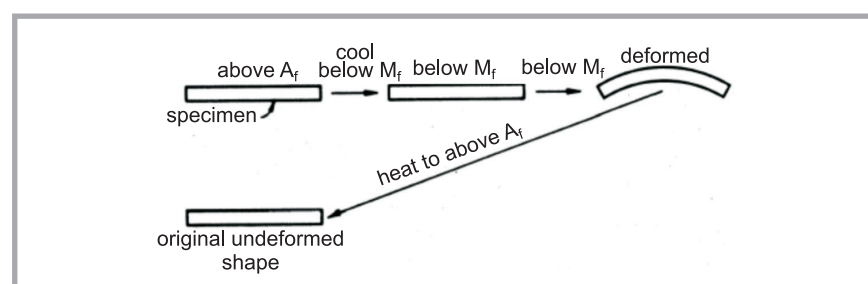 above Af
specimen
cool
below Mf
below Mf
below Mf
deformed
heat to above Af
original undeformed
shape